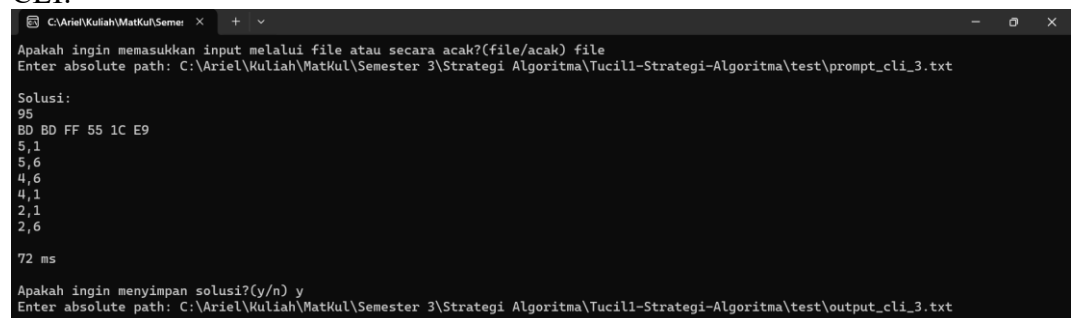 CLI:
C:\Ariel\Kuliah\MatKul\Semes
Apakah ingin memasukkan input melalui file atau secara acak?(file/acak) file
Enter absolute path: C:\Ariel\Kuliah\MatKul\Semester 3\Strategi Algoritma\Tucil1-Strategi-Algoritma\test\prompt_cli_3.txt
Solusi:
95
BD BD FF 55 1C E9
5,1
5,6
4,6
4,1
2,1
2,6
72 ms
Apakah ingin menyimpan solusi?(y/n) y
Enter absolute path: C:\Ariel\Kuliah\MatKul\Semester 3\Strategi Algoritma\Tucil1-Strategi-Algoritma\test\output_cli_3.txt